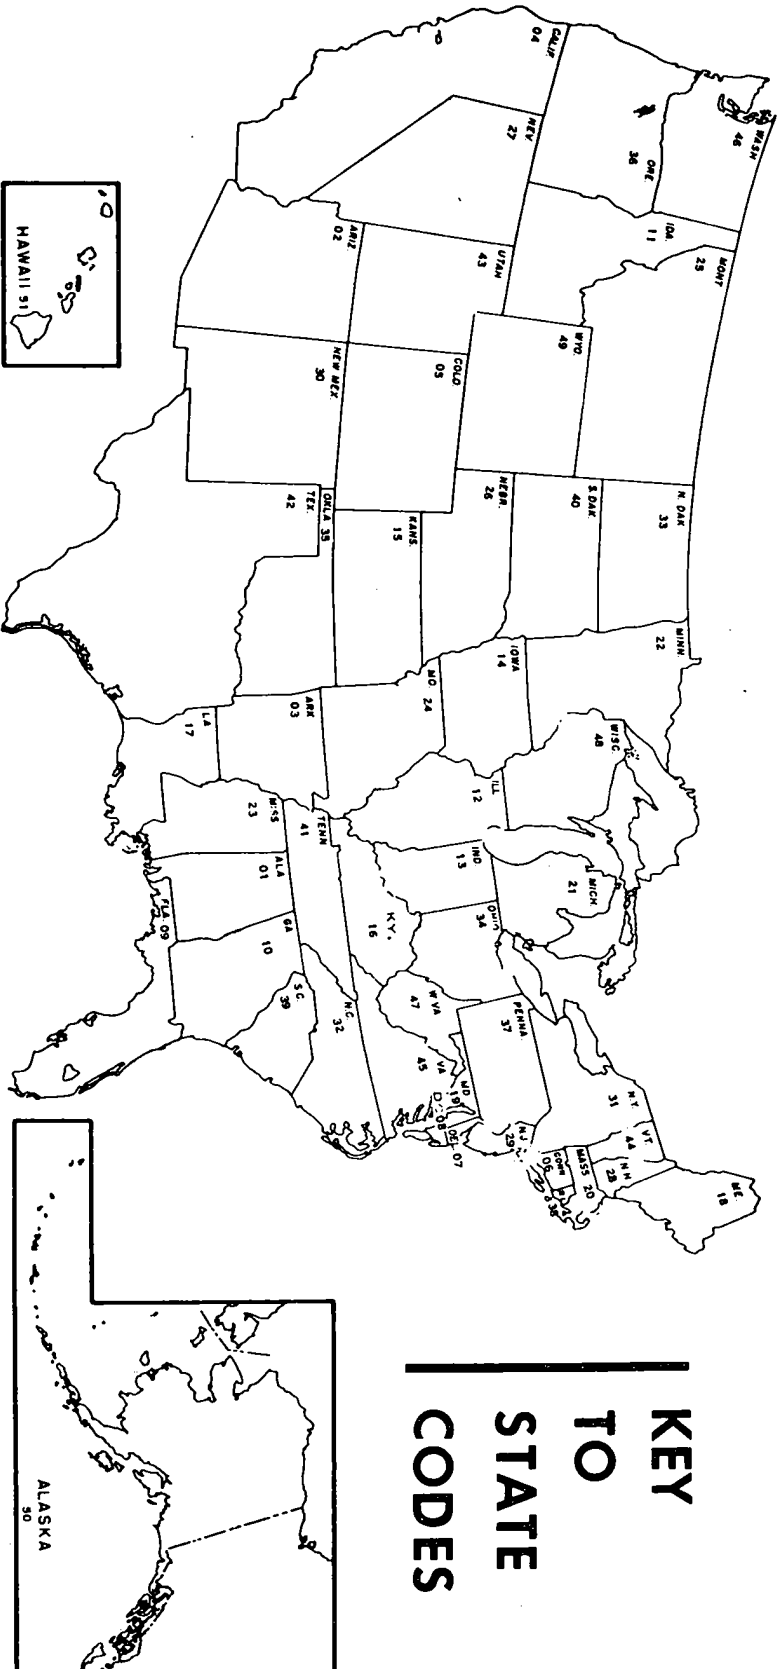 KEY
TO
STATE
CODES
WASH
46
ORE.
36
CALIF.
04
NEV.
27
IDA.
11
MONT
25
WYO.
49
UTAH
43
ARIZ.
02
COLO.
05
NEW MEX.
30
N. DAK
33
S. DAK
40
NEBR.
26
KANS.
15
OKLA 35
TEX.
42
MINN.
22
IOWA
14
MO.
24
ARK
03
LA
17
WISC.
48
ILL
12
MICH.
21
IND
13
OHIO
34
KY.
16
TENN
41
MISS
23
ALA
01
GA
10
FLA. 09
S.C.
39
N.C.
32
VA
45
W.VA
47
PENNA.
37
N.Y.
31
VT.
44
N H
28
ME.
18
MASS 20
CONN
06
R.I.
38
N J
29
DEL 07
MD
19
D.C.
08
HAWAII 51
ALASKA
50